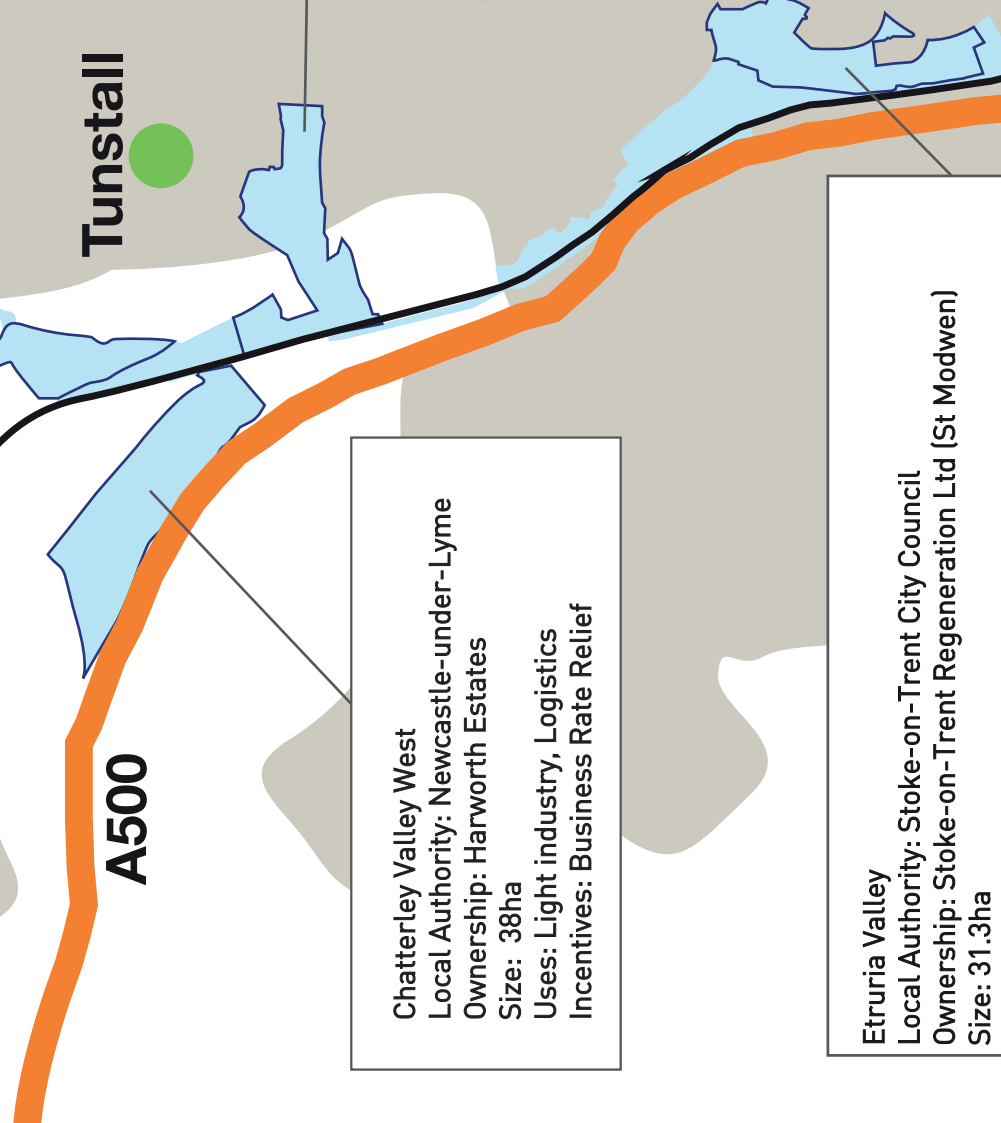 Tunstall
A500
Chatterley Valley West
Local Authority: Newcastle-under-Lyme
Ownership: Harworth Estates
Size: 38ha
Uses: Light industry, Logistics
Incentives: Business Rate Relief
Etruria Valley
Local Authority: Stoke-on-Trent City Council
Ownership: Stoke-on-Trent Regeneration Ltd (St Modwen)
Size: 31.3ha